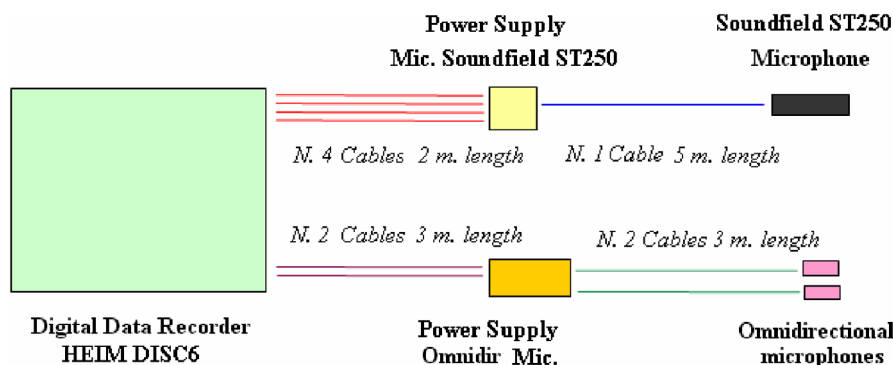 Power Supply
Mic. Soundfield ST250
Soundfield ST250
Microphone
N. 4 Cables 2 m. length
N. 1 Cable 5 m. length
N. 2 Cables 3 m. length
N. 2 Cables 3 m. length
Digital Data Recorder
HEIM DISC6
Power Supply
Omnidir Mic.
Omnidirectional
microphones